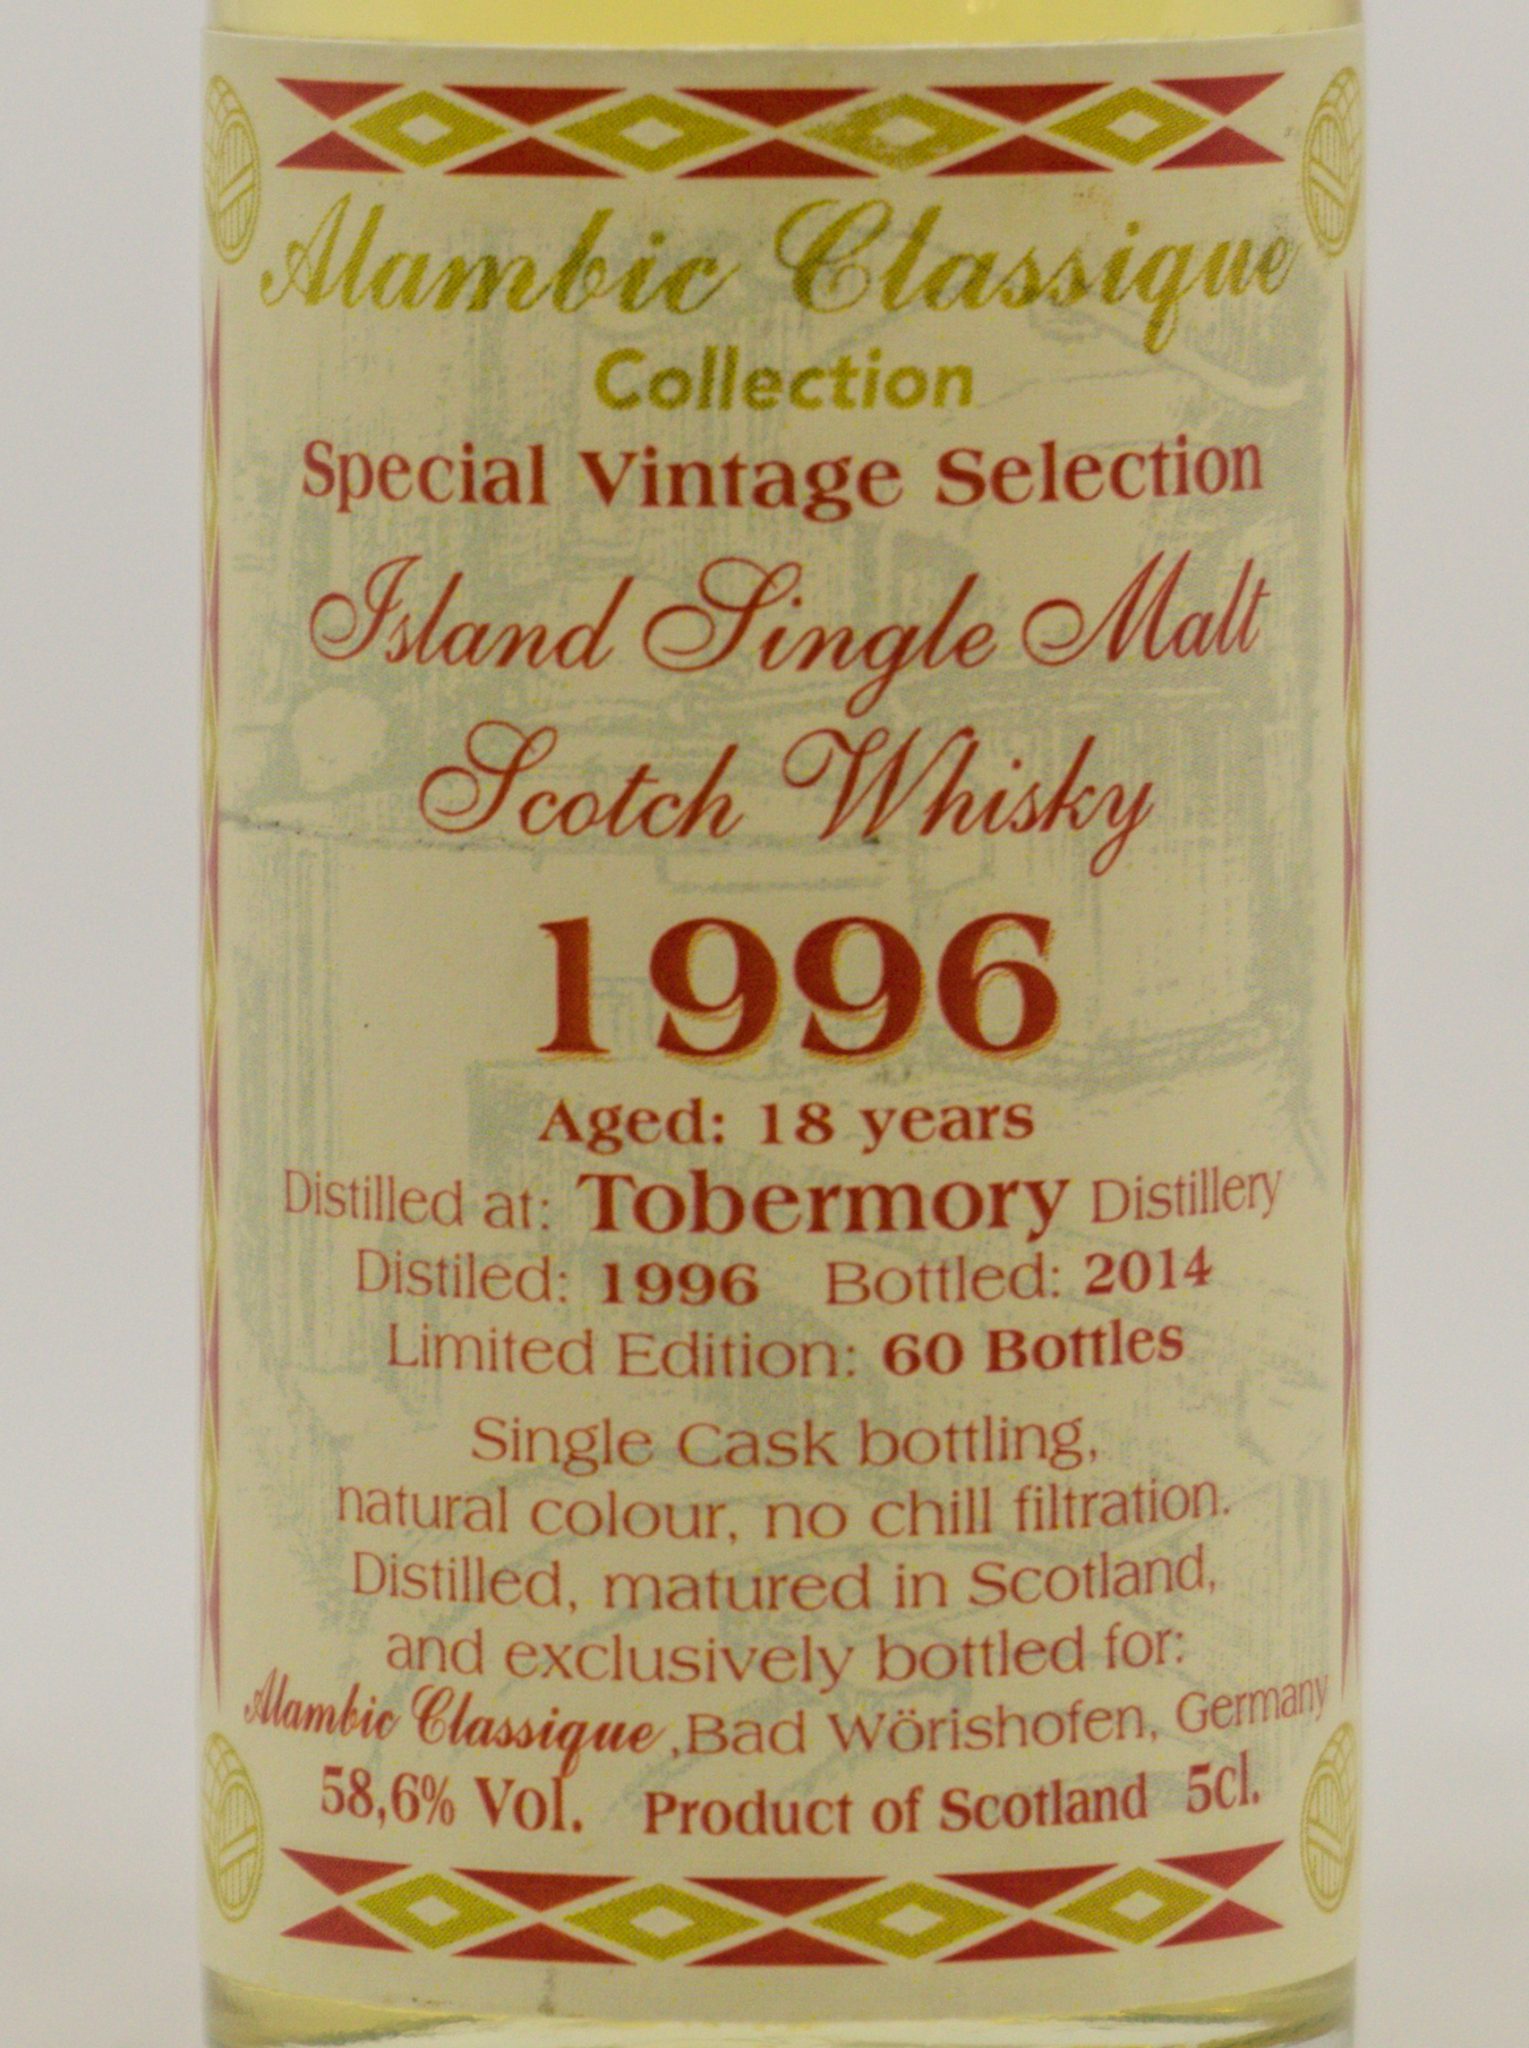 Alambic Classique
Collection
Special Vintage Selection
Island Single Malt
Scotch Whisky
1996
Aged: 18 years
Distilled at: Tobermory Distillery
Distiled: 1996 Bottled: 2014
Limited Edition: 60 Bottles
Single Cask bottling,
natural colour, no chill filtration.
Distilled, matured in Scotland,
and exclusively bottled for:
Alambic Classique ,Bad Wörishofen, Germany
58,6% Vol. Product of Scotland 5cl.